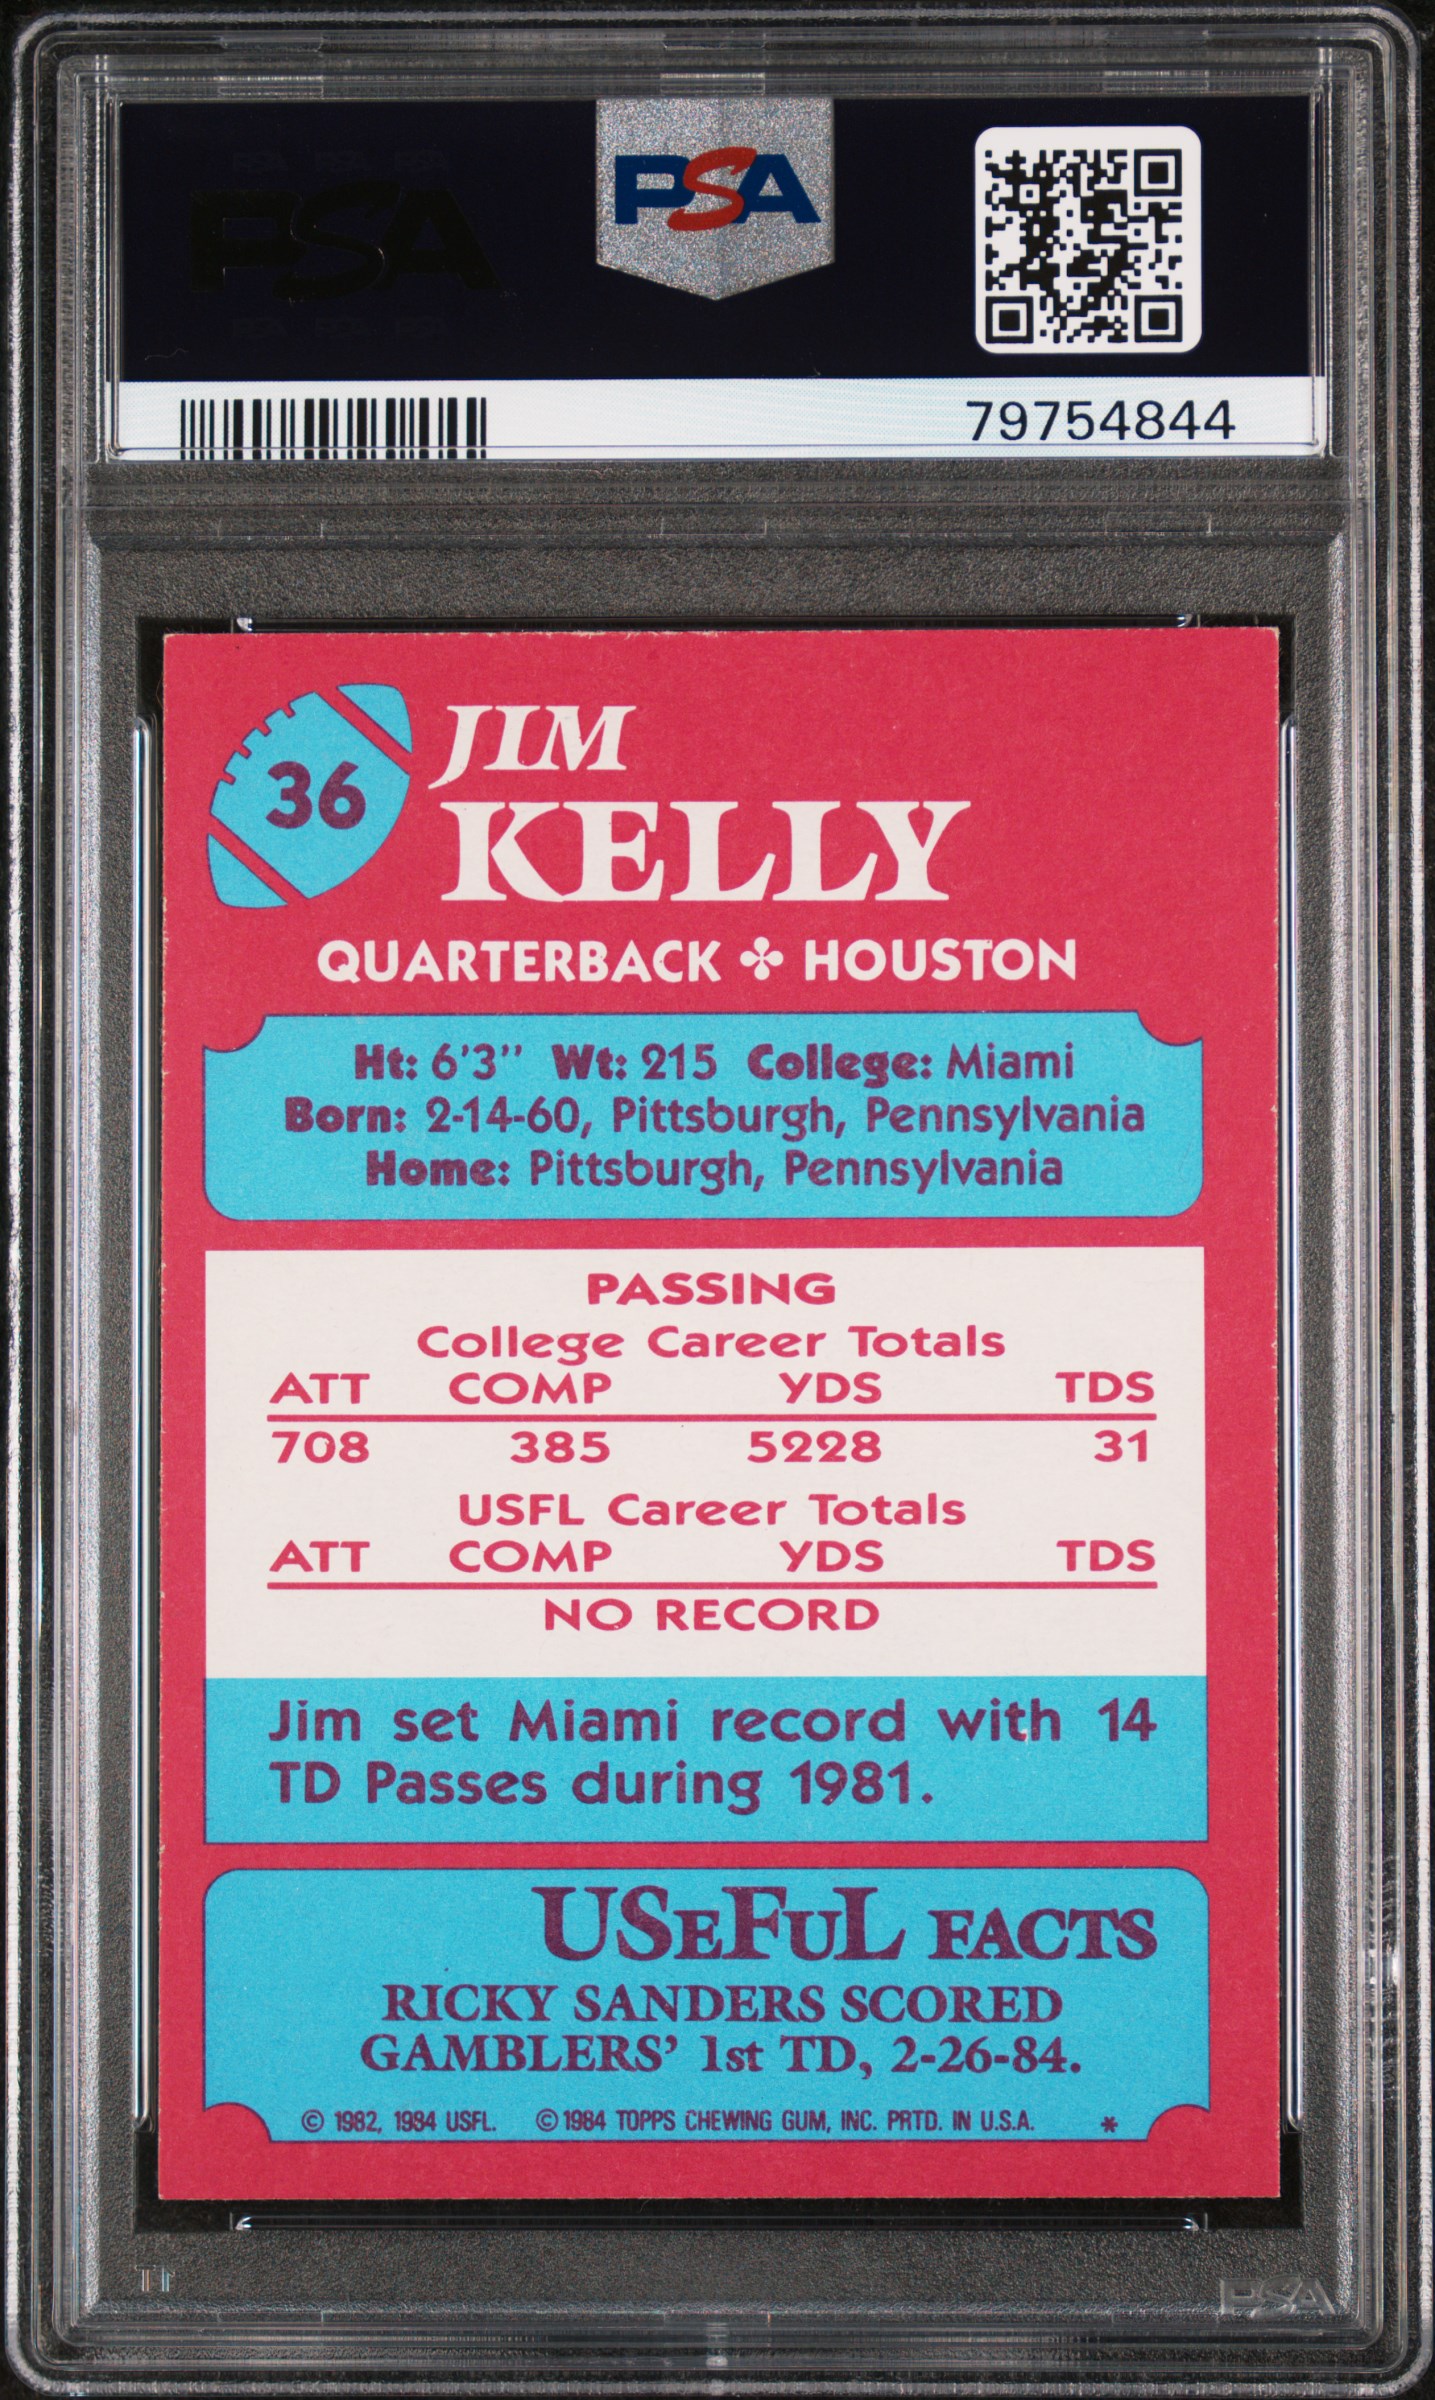 PSA
PSA
79754844
36
JIM
KELLY
QUARTERBACK ✤ HOUSTON
Ht: 6'3" Wt: 215 College: Miami
Born: 2-14-60, Pittsburgh, Pennsylvania
Home: Pittsburgh, Pennsylvania
PASSING
College Career Totals
ATT COMP YDS TDS
708 385 5228 31
USFL Career Totals
ATT COMP YDS TDS
NO RECORD
Jim set Miami record with 14
TD Passes during 1981.
USeFuL FACTS
RICKY SANDERS SCORED
GAMBLERS' 1st TD, 2-26-84.
© 1982, 1984 USFL. © 1984 TOPPS CHEWING GUM, INC. PRTD. IN U.S.A. *
PSA